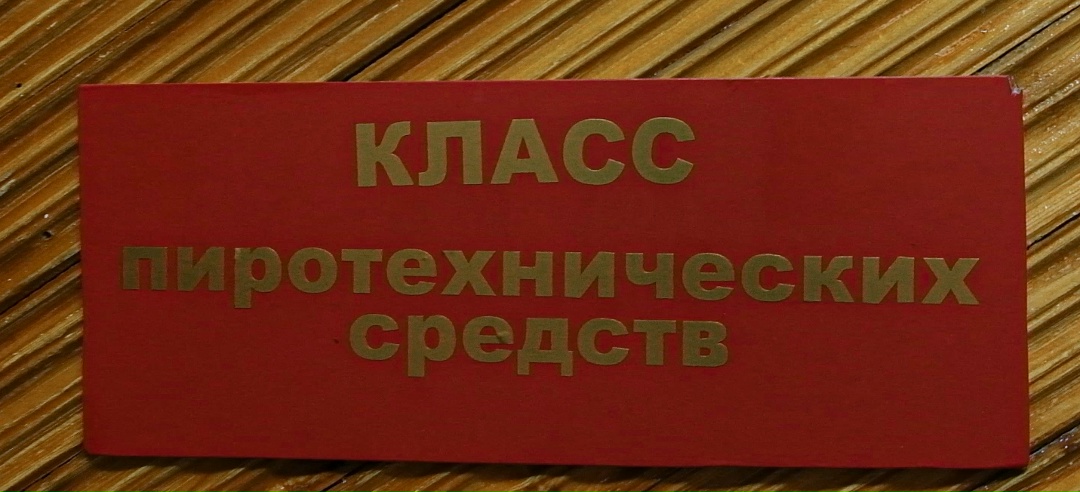 КЛАСС
пиротехнических
средств